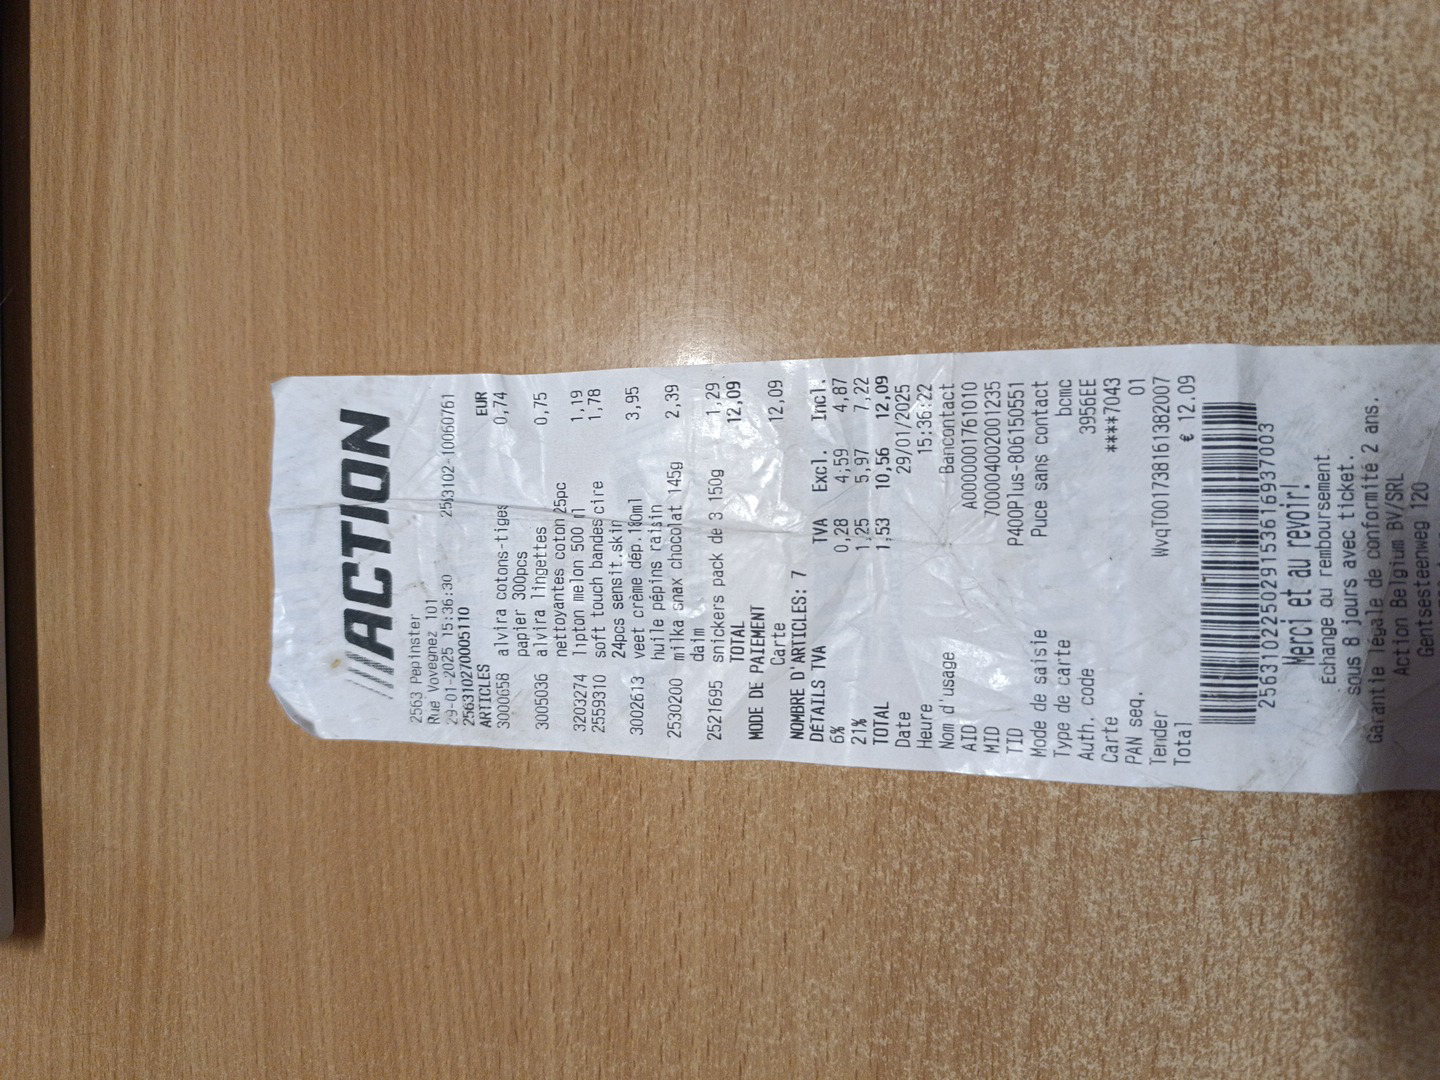 ACTION
2563 Pepinster
Rue Vovegnez 101
29-01-2025 15:36:30 253102-10060761
2563102700005110
ARTICLES EUR
3000658 alvira cotons-tiges 0,74
papier 300pcs
3005036 alvira lingettes 0,75
nettoyantes coton 25pc
3203274 lipton melon 500 ml 1,19
2559310 soft touch bandes cire 1,78
24pcs sensit.skin
3002613 veet crème dép.180ml 3,95
huile pépins raisin
2530200 milka snax chocolat 145g 2,39
daim
2521695 snickers pack de 3 150g 1,29
TOTAL 12,09
MODE DE PAIEMENT
Carte 12,09
NOMBRE D'ARTICLES: 7
DÉTAILS TVA TVA Excl. Incl.
6% 0,28 4,59 4,87
21% 1,25 5,97 7,22
TOTAL 1,53 10,56 12,09
Date 29/01/2025
Heure 15:36:22
Nom d'usage Bancontact
AID A0000001761010
MID 70000402001235
TID P400Plus-806150551
Mode de saisie Puce sans contact
Type de carte bcmc
Auth. code 3956EE
Carte ****7043
PAN seq. 01
Tender WvqT001738161382007
Total € 12.09
256310225029153616937003
Merci et au revoir!
Echange ou remboursement
sous 8 jours avec ticket.
Garantie légale de conformité 2 ans.
Action Belgium BV/SRL
Gentsesteenweg 120